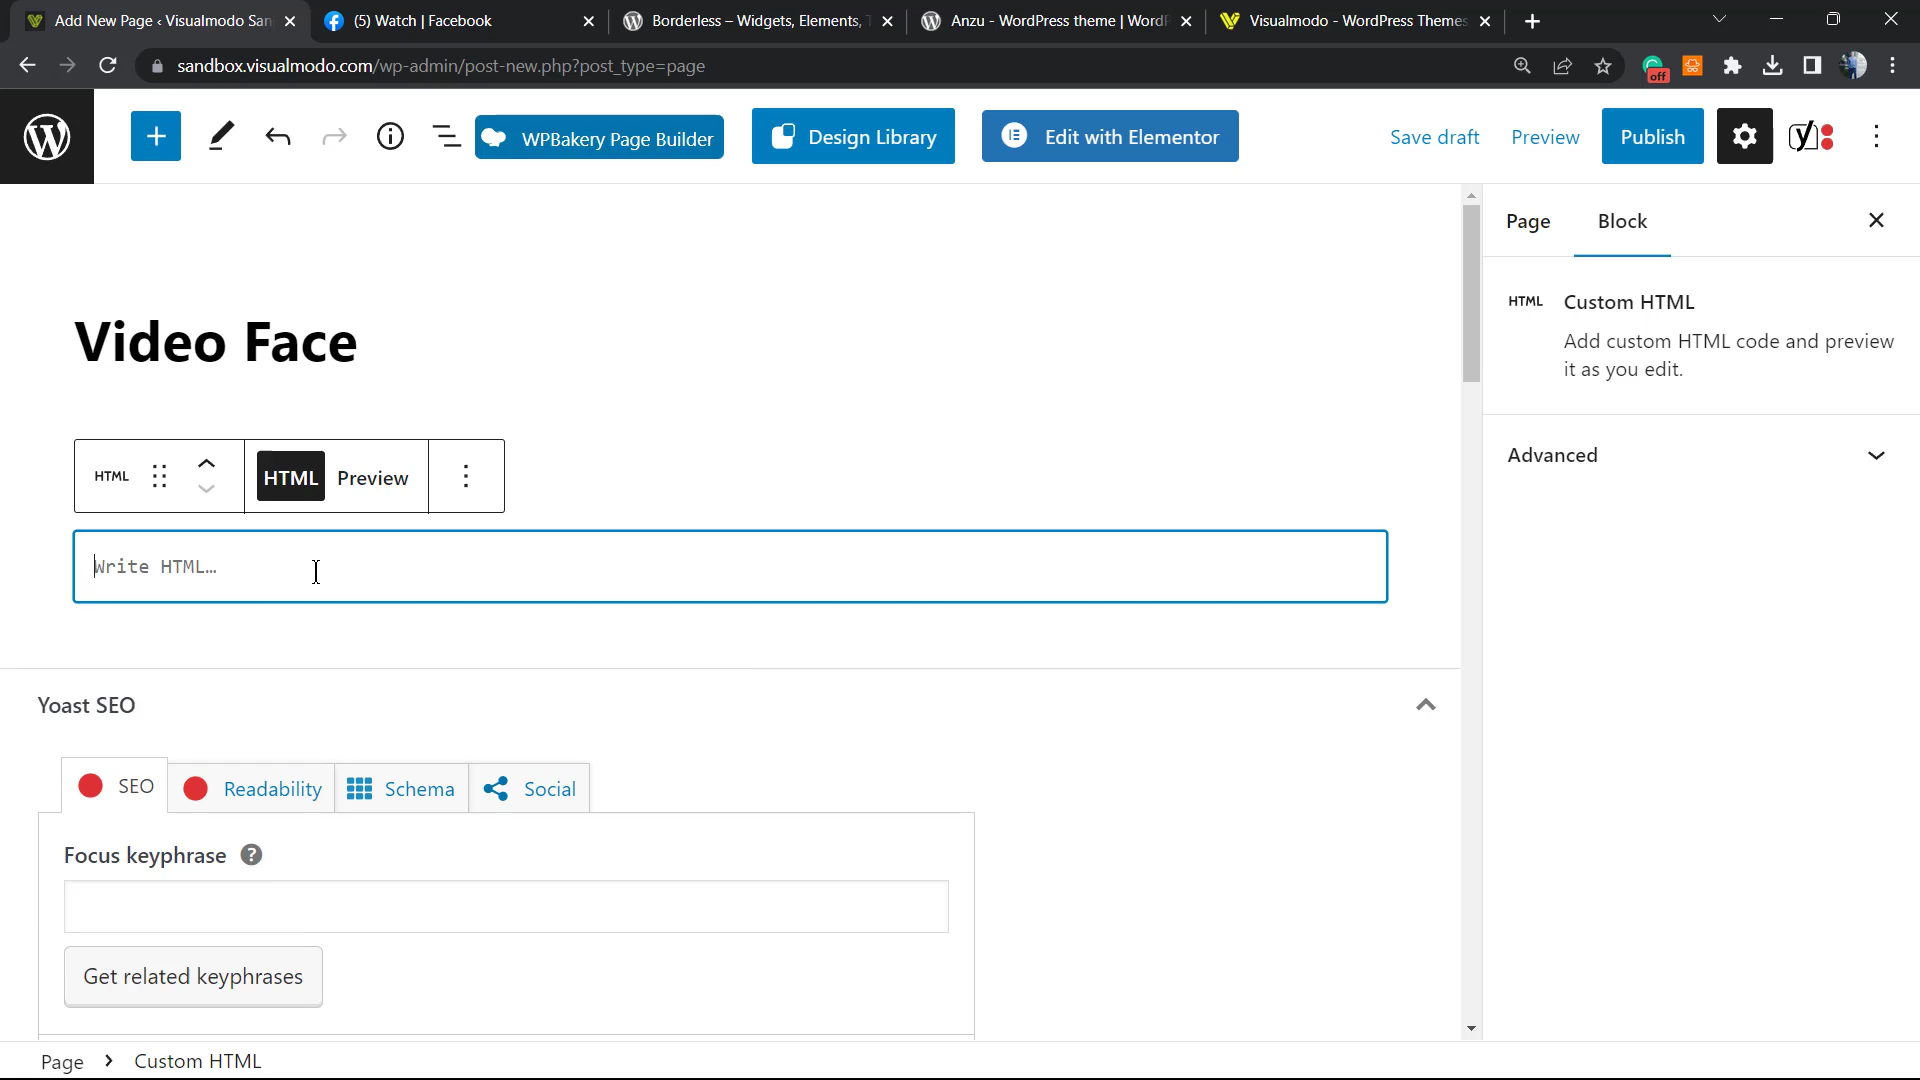 Add New Page ‹ Visualmodo San
(5) Watch | Facebook
Borderless – Widgets, Elements,
Anzu - WordPress theme | WordP
Visualmodo - WordPress Themes
sandbox.visualmodo.com/wp-admin/post-new.php?post_type=page
off
WPBakery Page Builder
Design Library
Edit with Elementor
Save draft
Preview
Publish
Page
Block
HTML
Custom HTML
Add custom HTML code and preview
it as you edit.
Advanced
Video Face
HTML
HTML
Preview
Write HTML…
Yoast SEO
SEO
Readability
Schema
Social
Focus keyphrase ?
Get related keyphrases
Page
Custom HTML